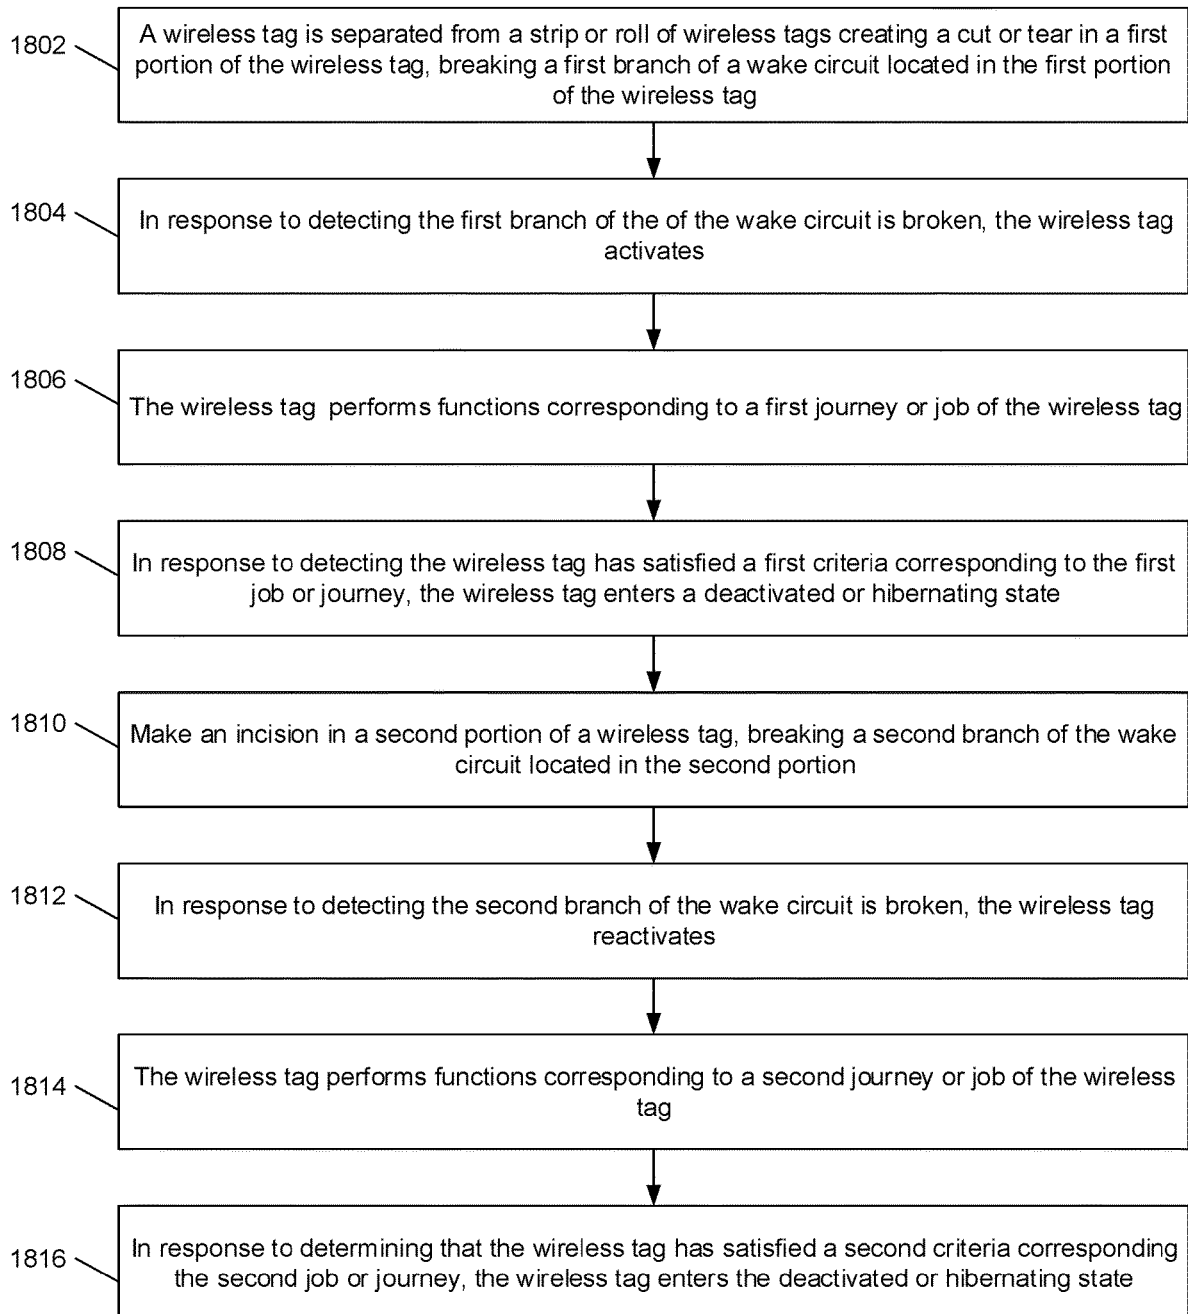 1802
A wireless tag is separated from a strip or roll of wireless tags creating a cut or tear in a first
portion of the wireless tag, breaking a first branch of a wake circuit located in the first portion
of the wireless tag
1804
In response to detecting the first branch of the of the wake circuit is broken, the wireless tag
activates
1806
The wireless tag performs functions corresponding to a first journey or job of the wireless tag
1808
In response to detecting the wireless tag has satisfied a first criteria corresponding to the first
job or journey, the wireless tag enters a deactivated or hibernating state
1810
Make an incision in a second portion of a wireless tag, breaking a second branch of the wake
circuit located in the second portion
1812
In response to detecting the second branch of the wake circuit is broken, the wireless tag
reactivates
1814
The wireless tag performs functions corresponding to a second journey or job of the wireless
tag
1816
In response to determining that the wireless tag has satisfied a second criteria corresponding
the second job or journey, the wireless tag enters the deactivated or hibernating state